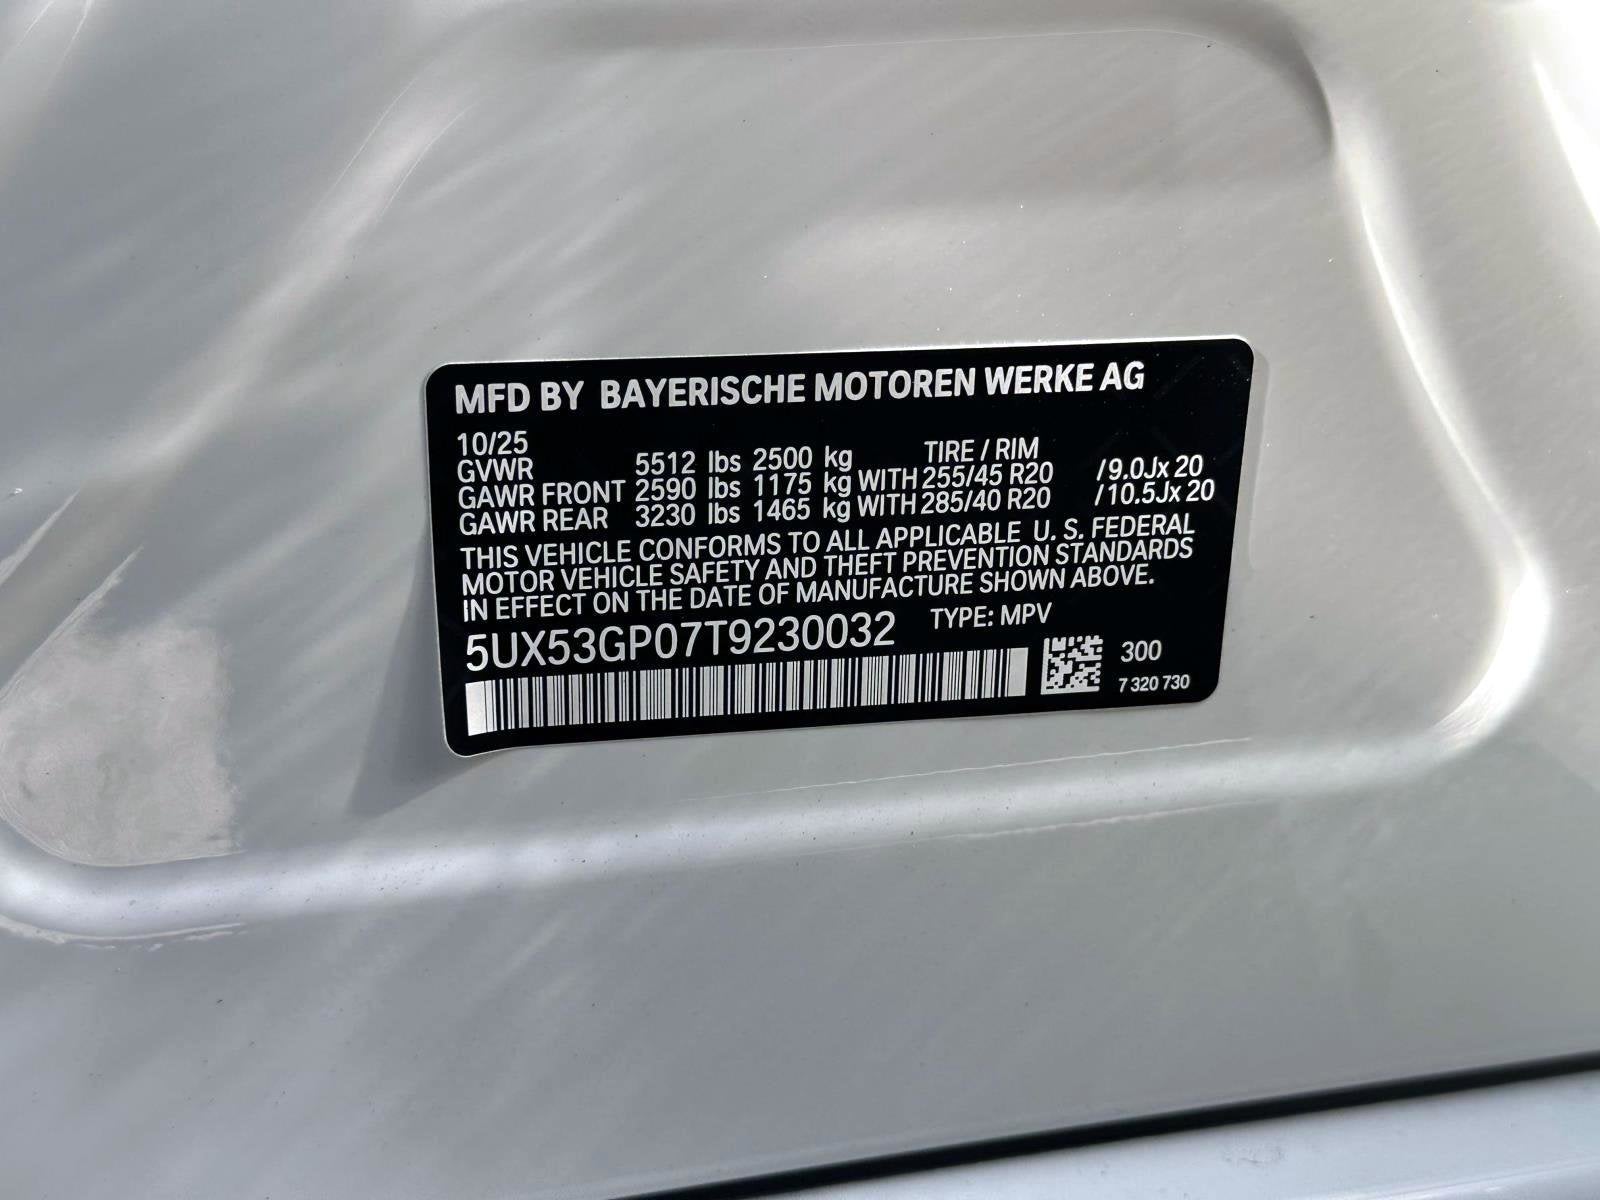 MFD BY BAYERISCHE MOTOREN WERKE AG
10/25 TIRE / RIM
GVWR 5512 lbs 2500 kg
GAWR FRONT 2590 lbs 1175 kg WITH 255/45 R20 /9.0Jx 20
GAWR REAR 3230 lbs 1465 kg WITH 285/40 R20 /10.5Jx 20
THIS VEHICLE CONFORMS TO ALL APPLICABLE U. S. FEDERAL
MOTOR VEHICLE SAFETY AND THEFT PREVENTION STANDARDS
IN EFFECT ON THE DATE OF MANUFACTURE SHOWN ABOVE.
5UX53GP07T9230032 TYPE: MPV
300
7 320 730